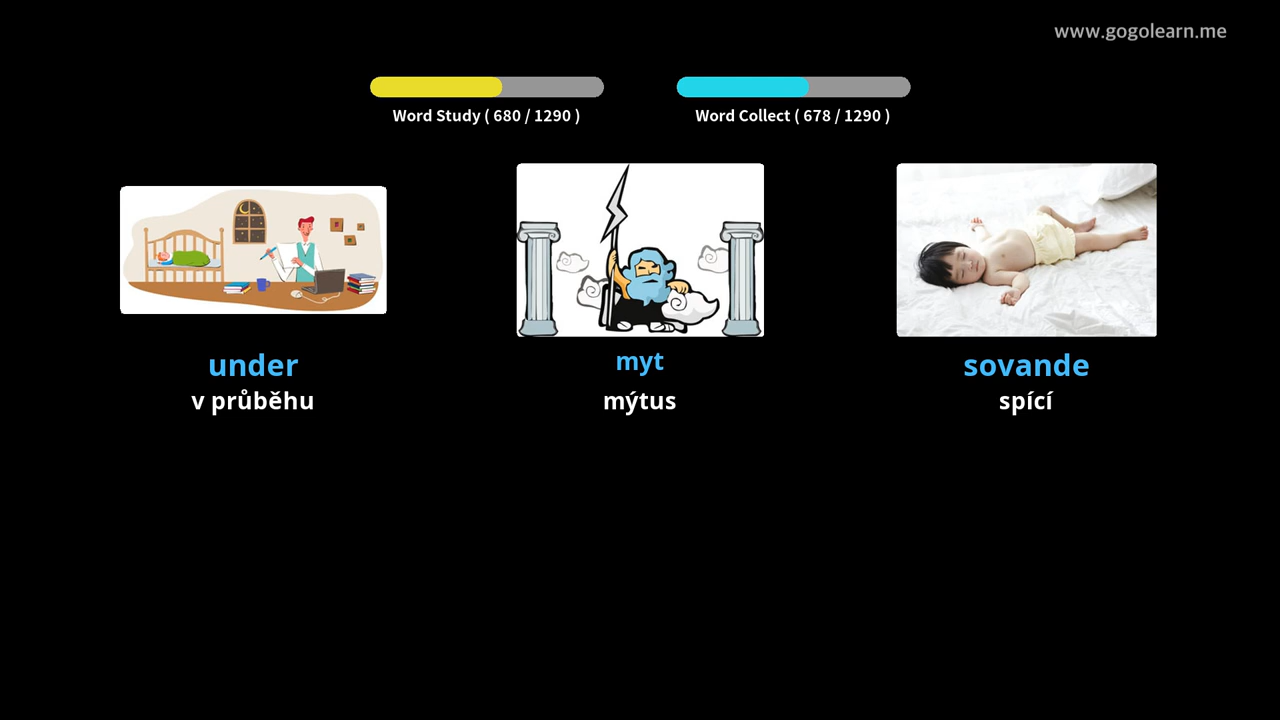 www.gogolearn.me
Word Study ( 680 / 1290 )
Word Collect ( 678 / 1290 )
under
v průběhu
myt
mýtus
sovande
spící